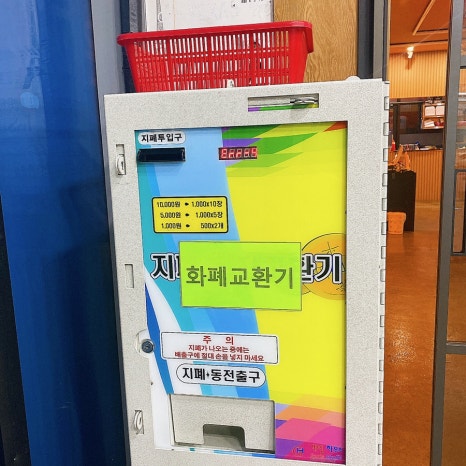 지폐투입구
10,000원 ➡ 1,000x10장
5,000원 ➡ 1,000x5장
1,000원 ➡ 500x2개
지폐 환기
화폐교환기
주 의
지폐가 나오는 중에는
배출구에 절대 손을 넣지 마세요
지폐+동전출구